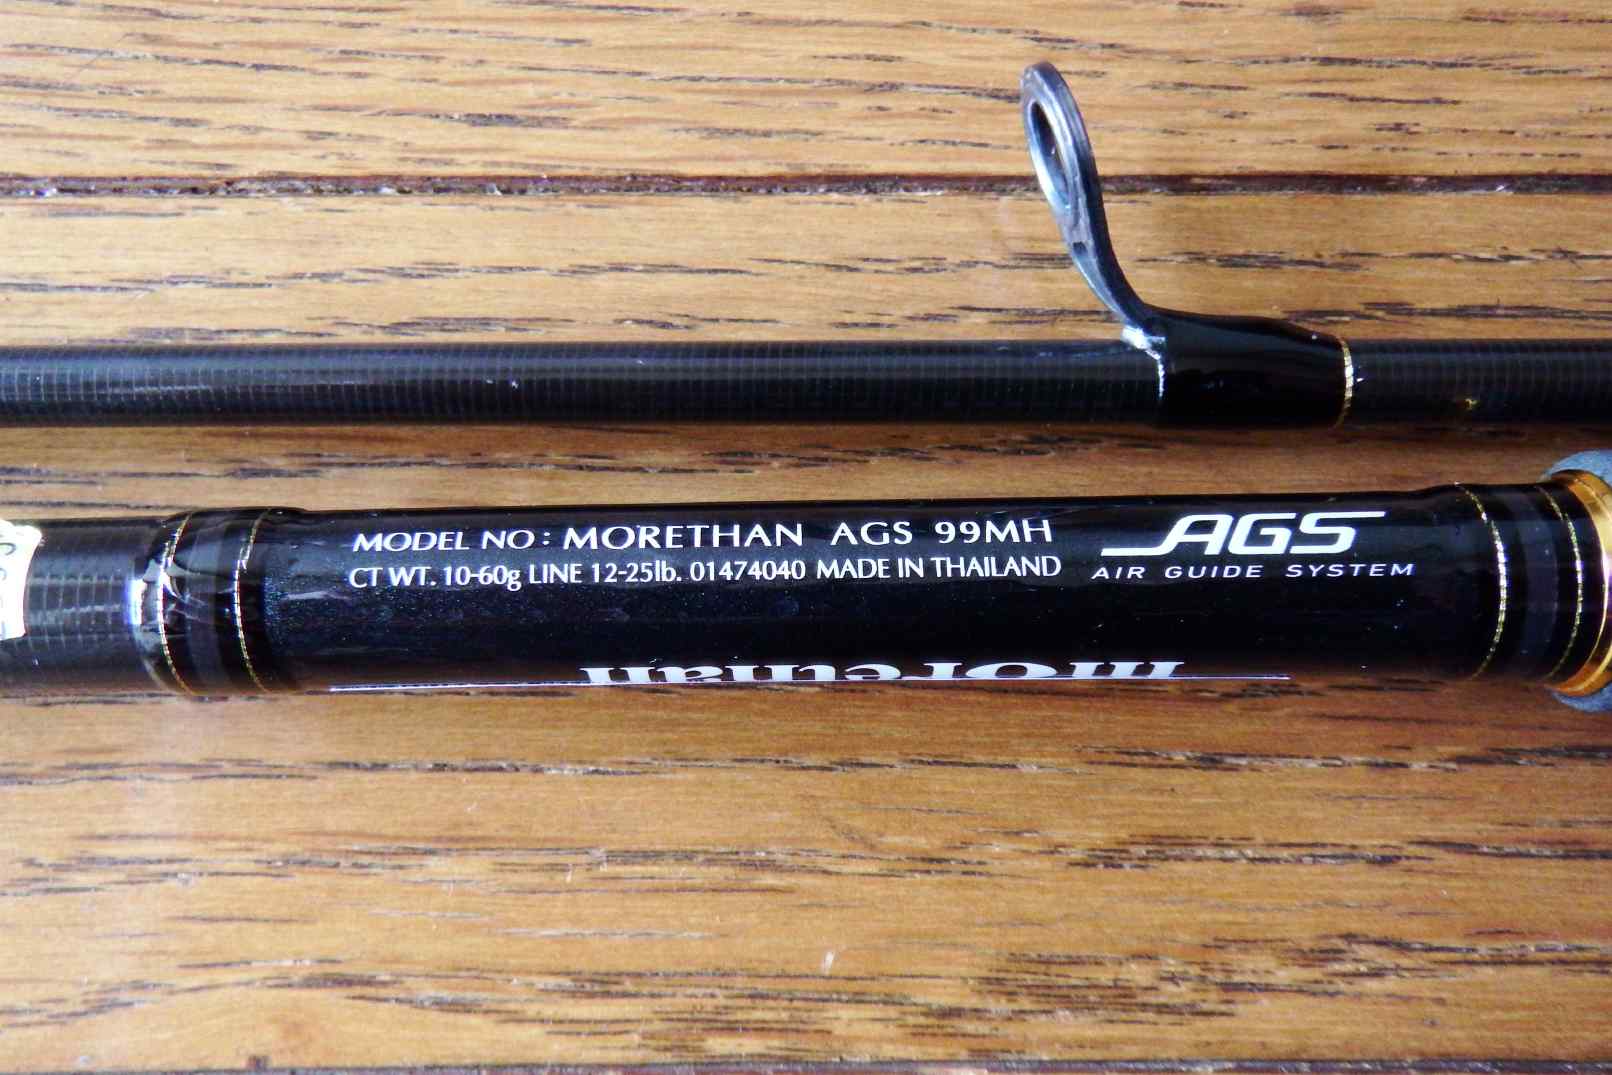 MODEL NO: MORETHAN AGS 99MH
CT WT. 10-60g LINE 12-25lb. 01474040 MADE IN THAILAND
AGS
AIR GUIDE SYSTEM
morethan